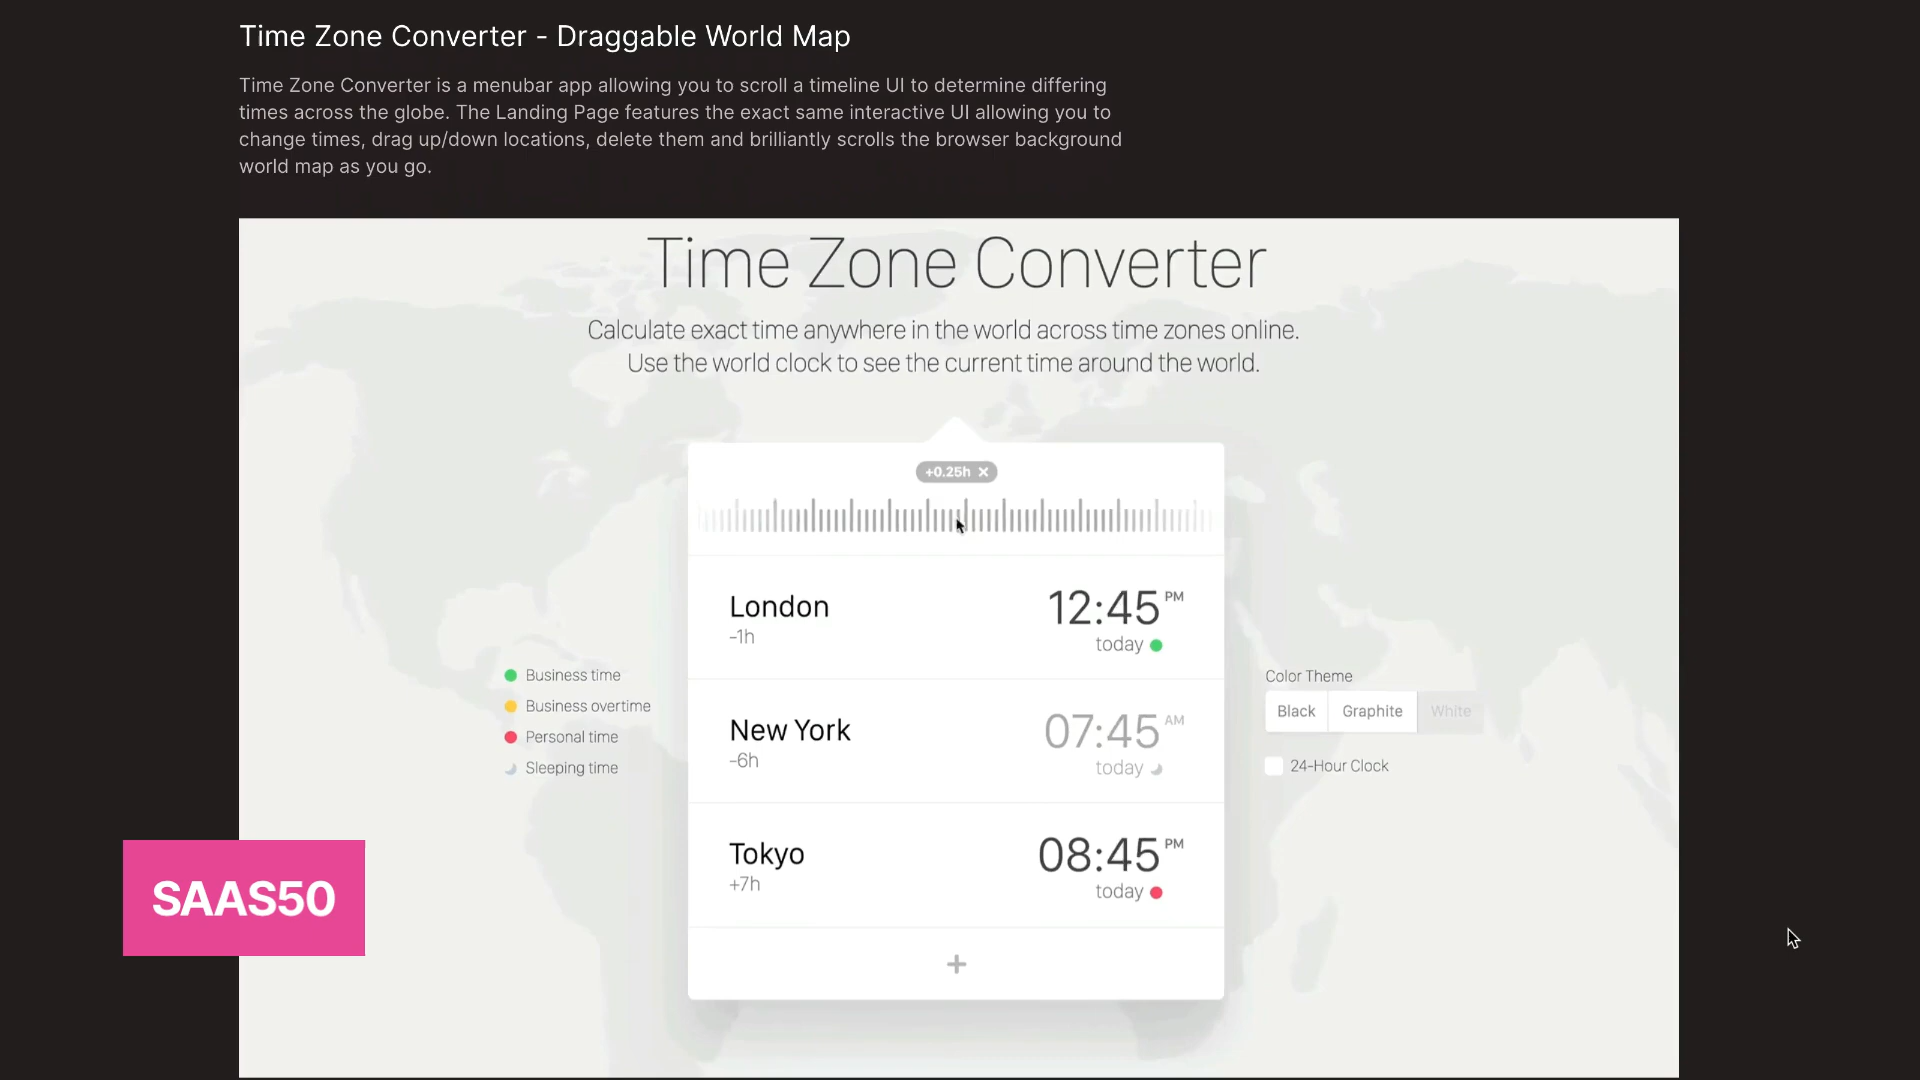 Time Zone Converter - Draggable World Map
Time Zone Converter is a menubar app allowing you to scroll a timeline UI to determine differing
times across the globe. The Landing Page features the exact same interactive UI allowing you to
change times, drag up/down locations, delete them and brilliantly scrolls the browser background
world map as you go.
Time Zone Converter
Calculate exact time anywhere in the world across time zones online.
Use the world clock to see the current time around the world.
+0.25h ×
London
12:45 PM
-1h
today
New York
07:45 AM
-6h
today
Tokyo
08:45 PM
+7h
today
+
Business time
Business overtime
Personal time
Sleeping time
Color Theme
Black Graphite White
24-Hour Clock
SAAS50